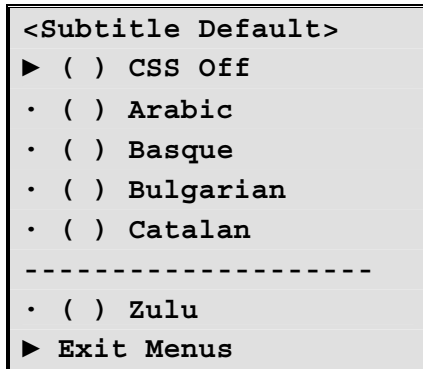 <Subtitle Default>
► ( ) CSS Off
· ( ) Arabic
· ( ) Basque
· ( ) Bulgarian
· ( ) Catalan
--------------------
· ( ) Zulu
► Exit Menus